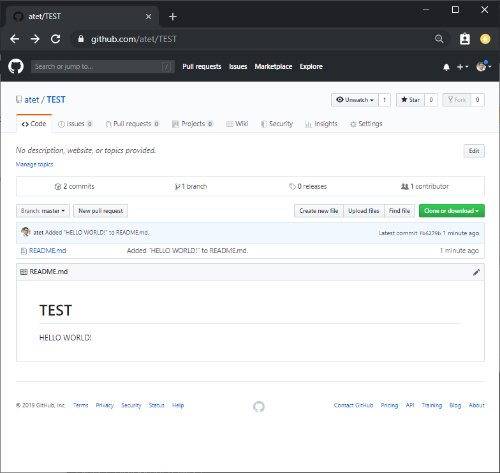 atet/TEST
github.com/atet/TEST
Search or jump to... / Pull requests Issues Marketplace Explore
atet / TEST Unwatch 1 Star 0 Fork 0
Code Issues 0 Pull requests 0 Projects 0 Wiki Security Insights Settings
No description, website, or topics provided. Edit
Manage topics
2 commits 1 branch 0 releases 1 contributor
Branch: master New pull request Create new file Upload files Find file Clone or download
atet Added "HELLO WORLD!" to README.md. Latest commit 1 minute ago
README.md Added "HELLO WORLD!" to README.md. 1 minute ago
README.md
TEST
HELLO WORLD!
© 2019 GitHub, Inc. Terms Privacy Security Status Help Contact GitHub Pricing API Training Blog About